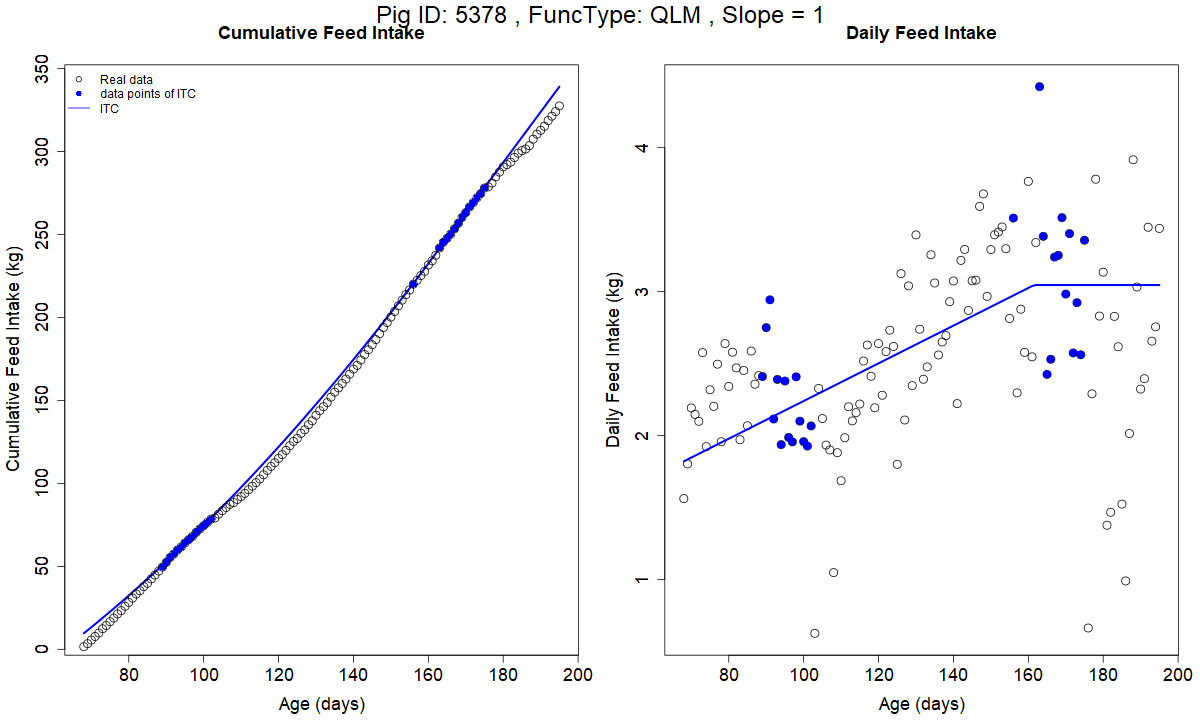 Pig ID: 5378 , FuncType: QLM , Slope = 1
Cumulative Feed Intake
Daily Feed Intake
Real data
data points of ITC
ITC
Cumulative Feed Intake (kg)
0
50
100
150
200
250
300
350
80
100
120
140
160
180
200
Age (days)
Daily Feed Intake (kg)
1
2
3
4
80
100
120
140
160
180
200
Age (days)